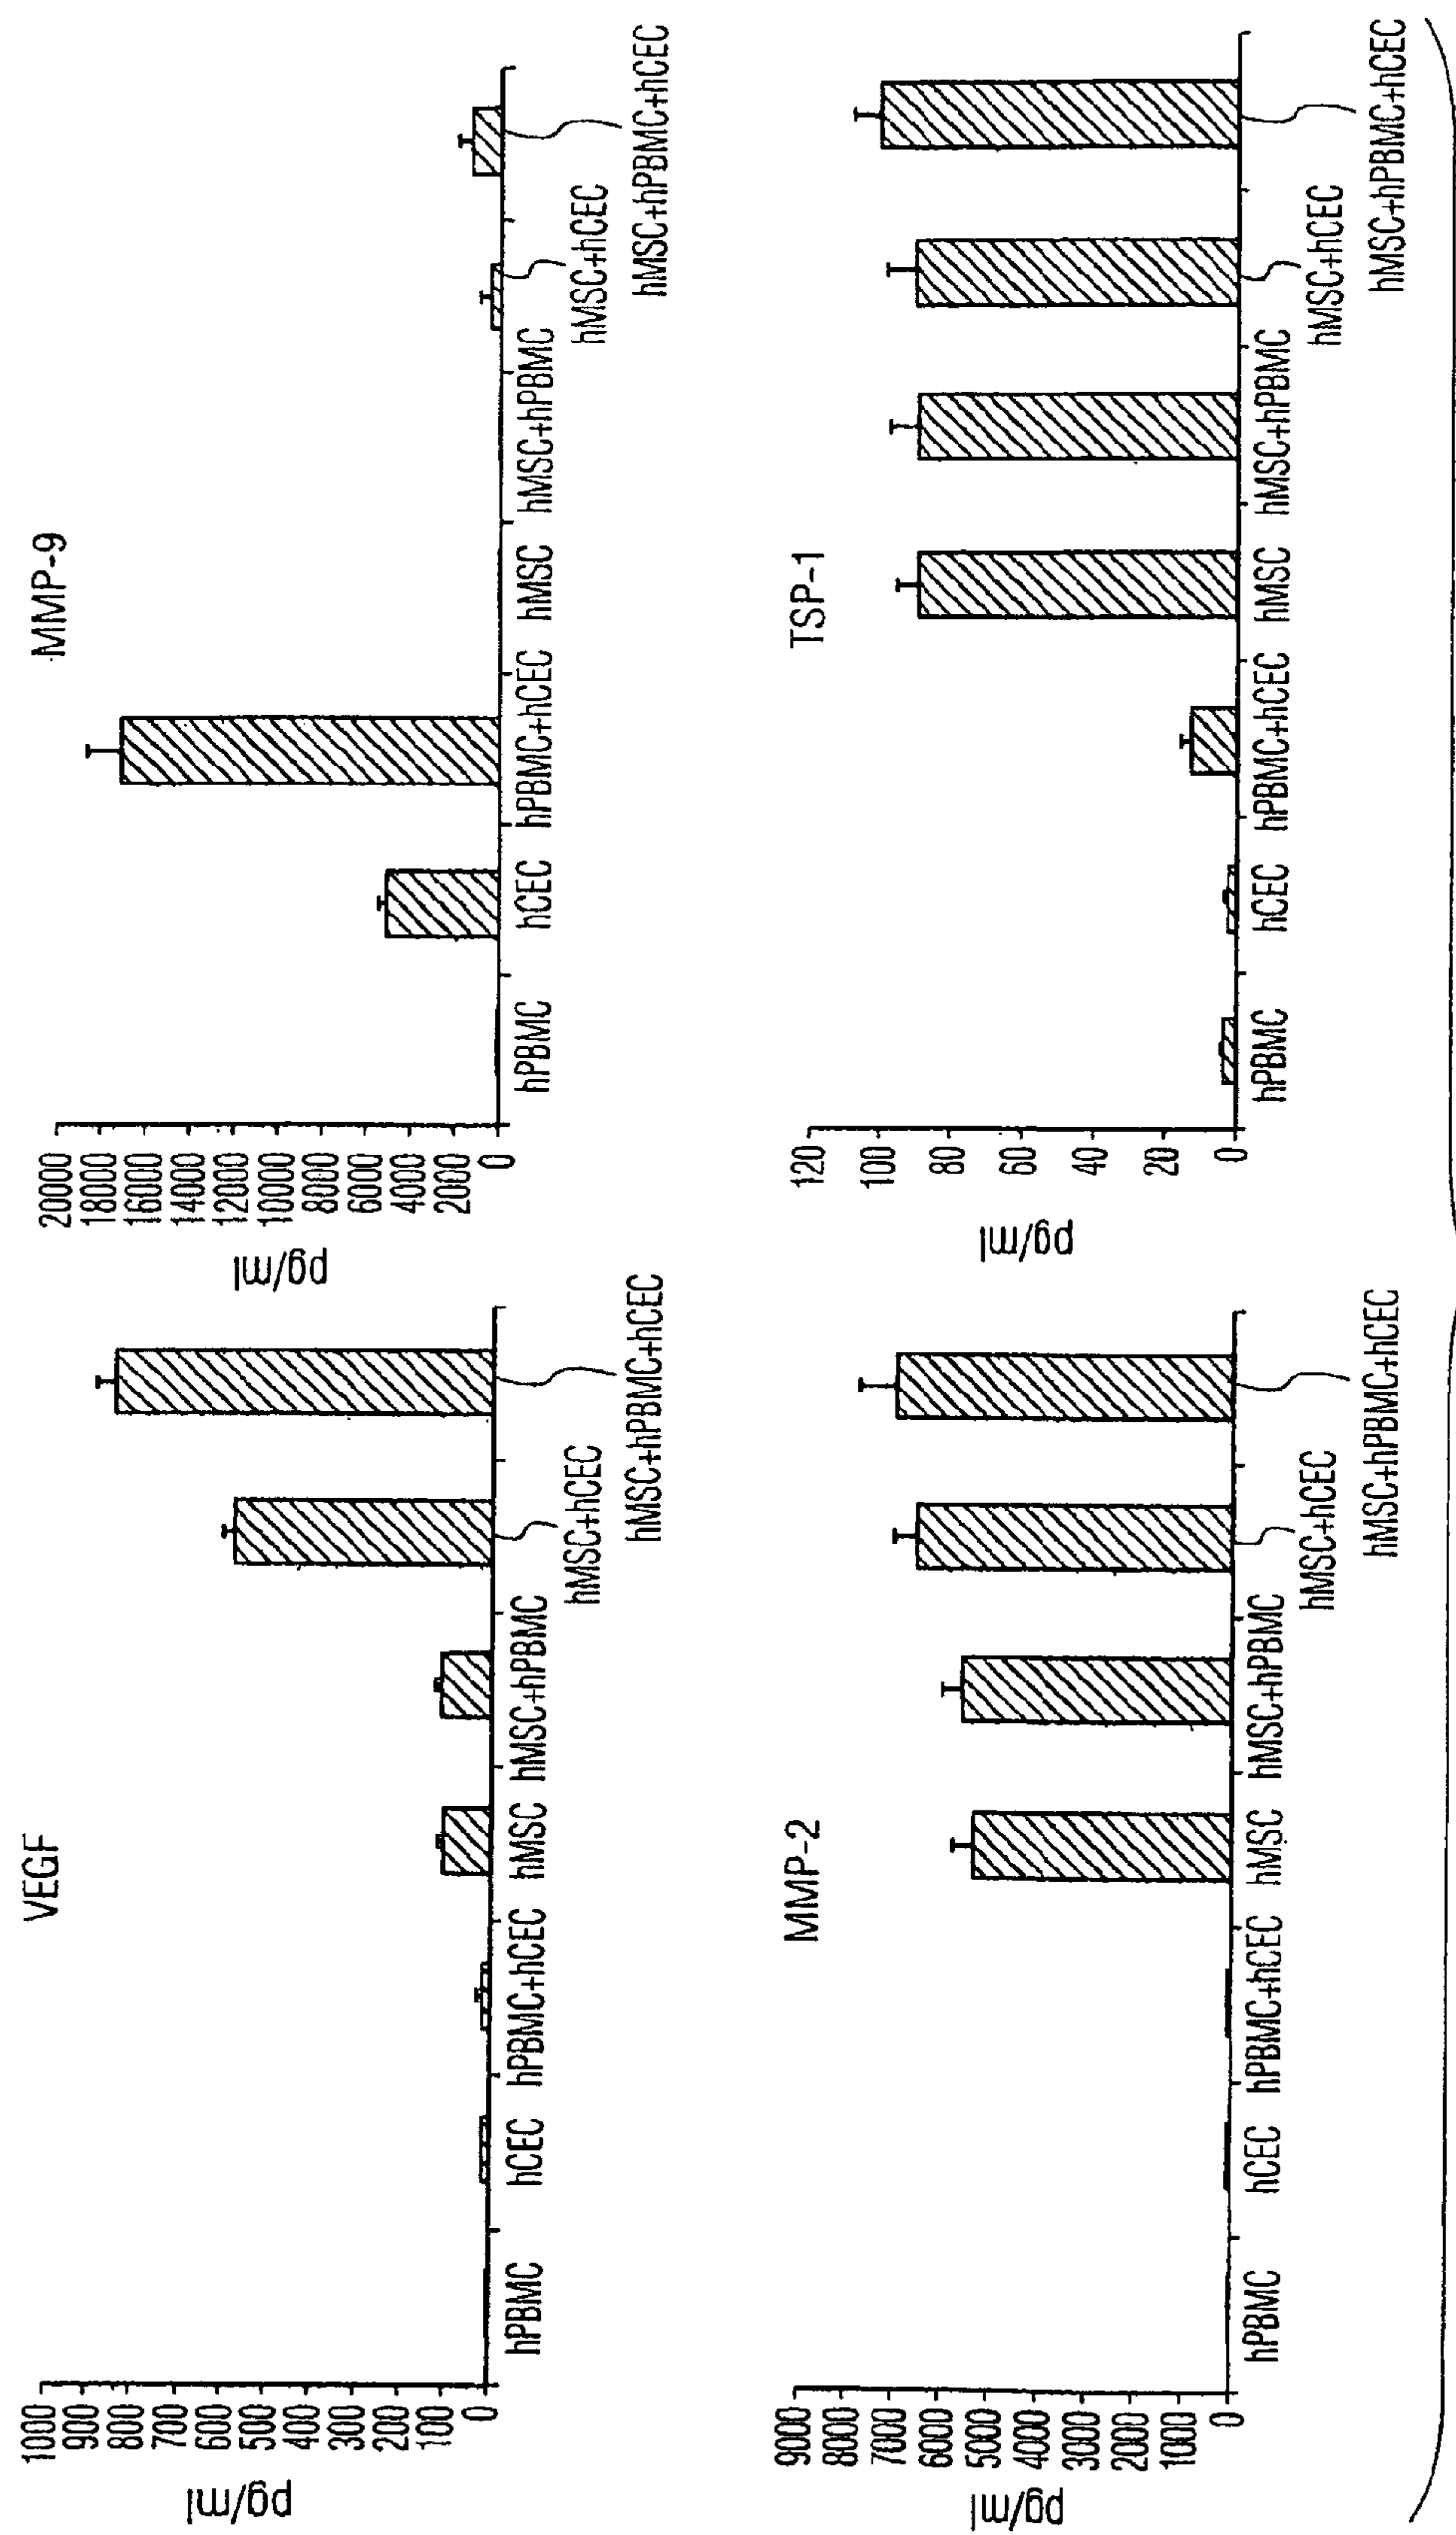 VEGF
pg/ml
1000
900
800
700
600
500
400
300
200
100
0
hPBMC
hCEC
hPBMC+hCEC
hMSC
hMSC+hPBMC
hMSC+hCEC
hMSC+hPBMC+hCEC
MMP-9
pg/ml
20000
18000
16000
14000
12000
10000
8000
6000
4000
2000
0
hPBMC
hCEC
hPBMC+hCEC
hMSC
hMSC+hPBMC
hMSC+hCEC
hMSC+hPBMC+hCEC
MMP-2
pg/ml
9000
8000
7000
6000
5000
4000
3000
2000
1000
0
hPBMC
hCEC
hPBMC+hCEC
hMSC
hMSC+hPBMC
hMSC+hCEC
hMSC+hPBMC+hCEC
TSP-1
pg/ml
120
100
80
60
40
20
0
hPBMC
hCEC
hPBMC+hCEC
hMSC
hMSC+hPBMC
hMSC+hCEC
hMSC+hPBMC+hCEC